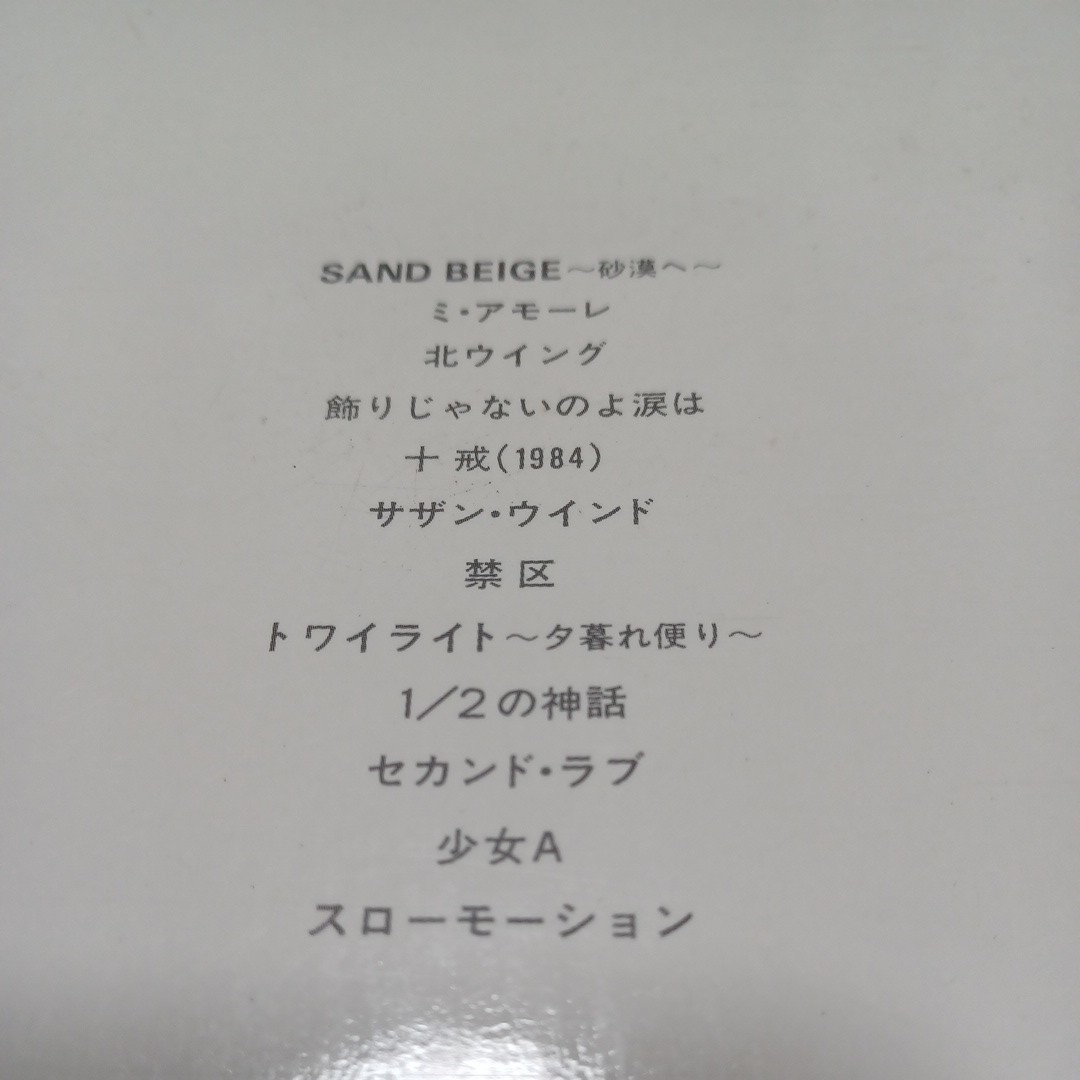 SAND BEIGE～砂漠へ～
ミ・アモーレ
北ウイング
飾りじゃないのよ涙は
十戒(1984)
サザン・ウインド
禁区
トワイライト～夕暮れ便り～
1/2の神話
セカンド・ラブ
少女A
スローモーション